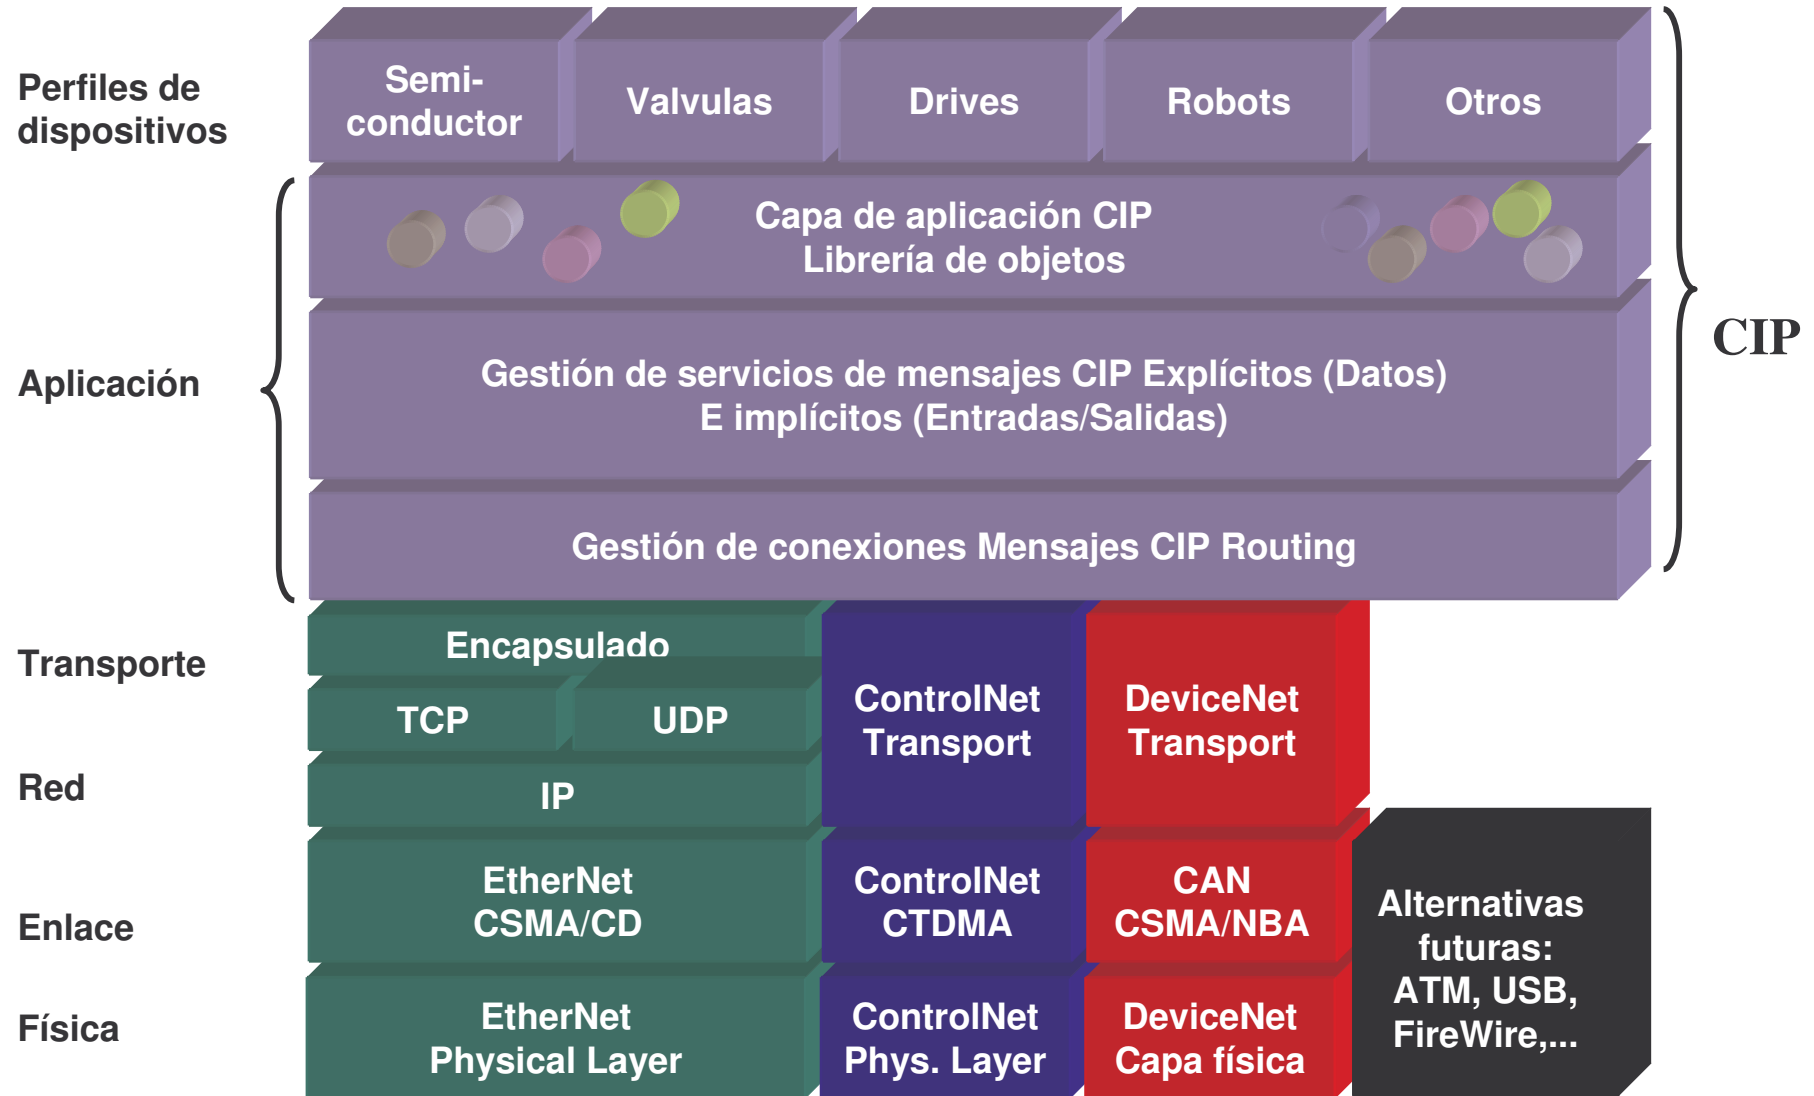 Perfiles de
dispositivos
Semi-
conductor
Valvulas
Drives
Robots
Otros
Capa de aplicación CIP
Librería de objetos
CIP
Aplicación
Gestión de servicios de mensajes CIP Explícitos (Datos)
E implícitos (Entradas/Salidas)
Gestión de conexiones Mensajes CIP Routing
Transporte
Encapsulado
TCP
UDP
ControlNet
Transport
DeviceNet
Transport
Red
IP
Enlace
EtherNet
CSMA/CD
ControlNet
CTDMA
CAN
CSMA/NBA
Alternativas
futuras:
ATM, USB,
FireWire,...
Física
EtherNet
Physical Layer
ControlNet
Phys. Layer
DeviceNet
Capa física